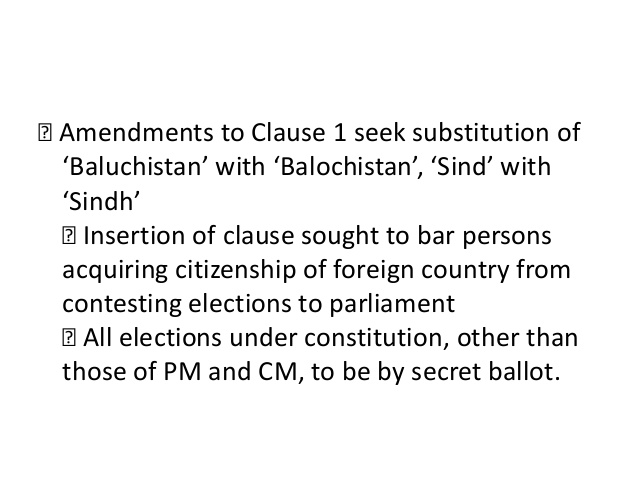 ⍰ Amendments to Clause 1 seek substitution of
‘Baluchistan’ with ‘Balochistan’, ‘Sind’ with
‘Sindh’
⍰ Insertion of clause sought to bar persons
acquiring citizenship of foreign country from
contesting elections to parliament
⍰ All elections under constitution, other than
those of PM and CM, to be by secret ballot.